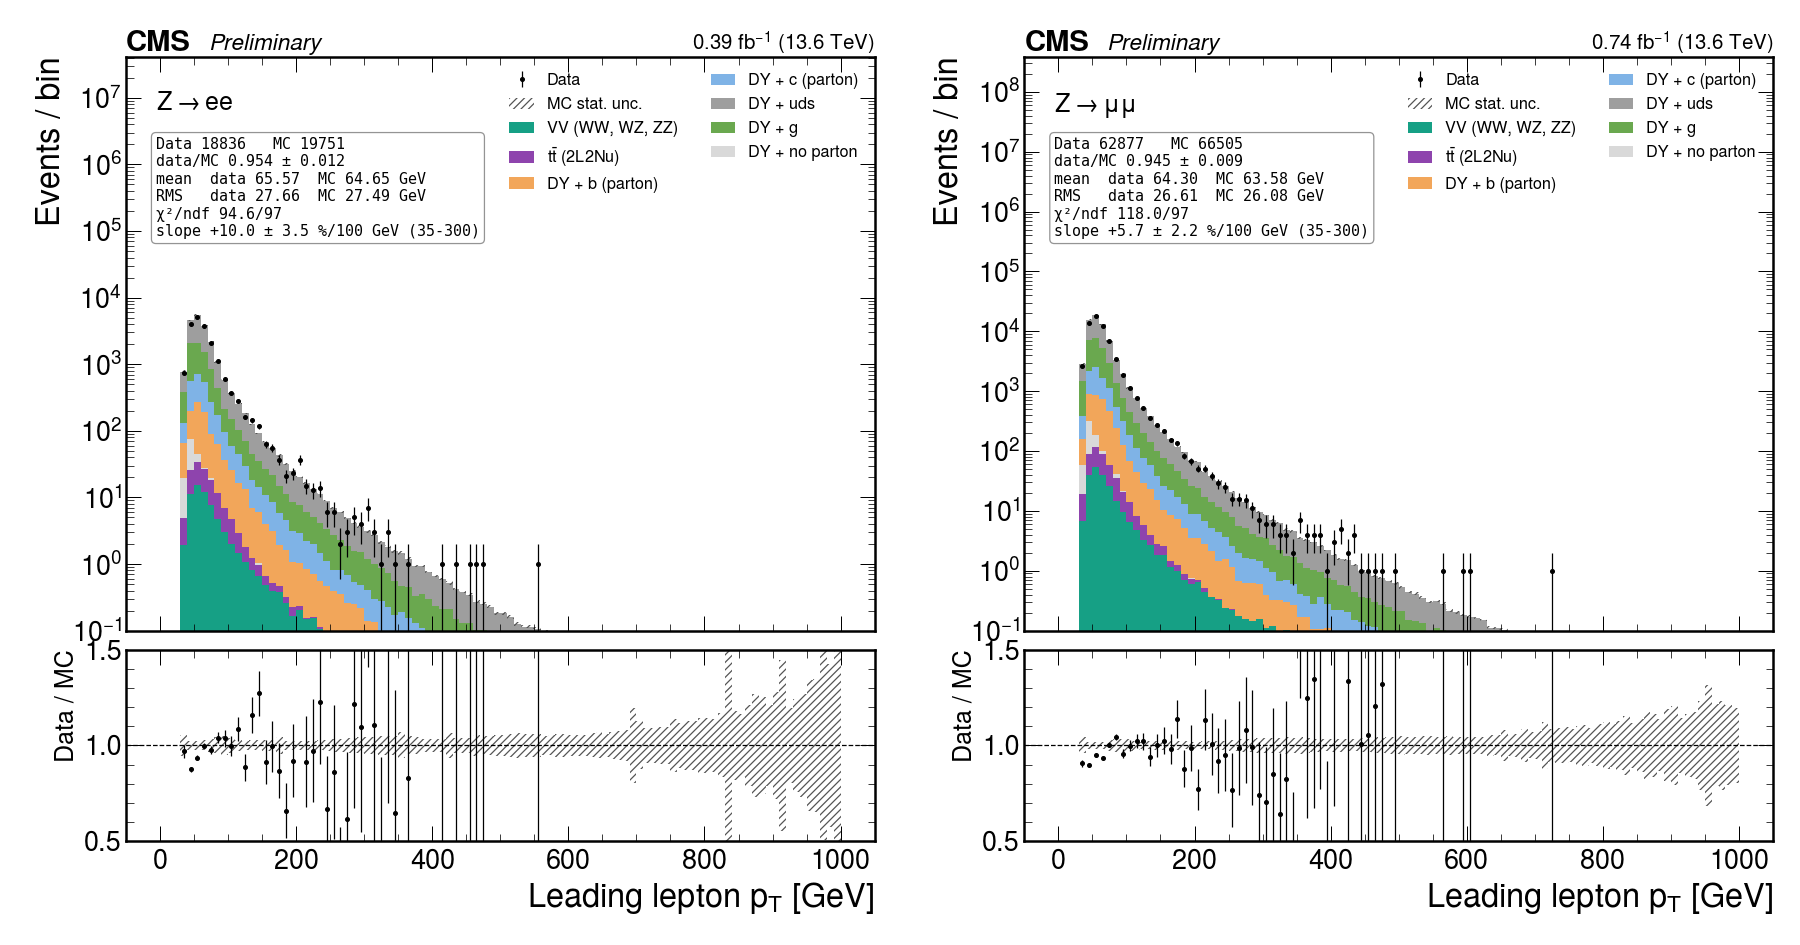 CMS Preliminary 0.39 fb⁻¹ (13.6 TeV)
Events / bin
10⁷
10⁶
10⁵
10⁴
10³
10²
10¹
10⁰
10⁻¹
Z → ee
Data 18836 MC 19751
data/MC 0.954 ± 0.012
mean data 65.57 MC 64.65 GeV
RMS data 27.66 MC 27.49 GeV
χ²/ndf 94.6/97
slope +10.0 ± 3.5 %/100 GeV (35-300)
Data
MC stat. unc.
VV (WW, WZ, ZZ)
tt̄ (2L2Nu)
DY + b (parton)
DY + c (parton)
DY + uds
DY + g
DY + no parton
Data / MC
1.5
1.0
0.5
0 200 400 600 800 1000
Leading lepton p_T [GeV]
CMS Preliminary 0.74 fb⁻¹ (13.6 TeV)
Events / bin
10⁸
10⁷
10⁶
10⁵
10⁴
10³
10²
10¹
10⁰
10⁻¹
Z → μμ
Data 62877 MC 66505
data/MC 0.945 ± 0.009
mean data 64.30 MC 63.58 GeV
RMS data 26.61 MC 26.08 GeV
χ²/ndf 118.0/97
slope +5.7 ± 2.2 %/100 GeV (35-300)
Data
MC stat. unc.
VV (WW, WZ, ZZ)
tt̄ (2L2Nu)
DY + b (parton)
DY + c (parton)
DY + uds
DY + g
DY + no parton
Data / MC
1.5
1.0
0.5
0 200 400 600 800 1000
Leading lepton p_T [GeV]